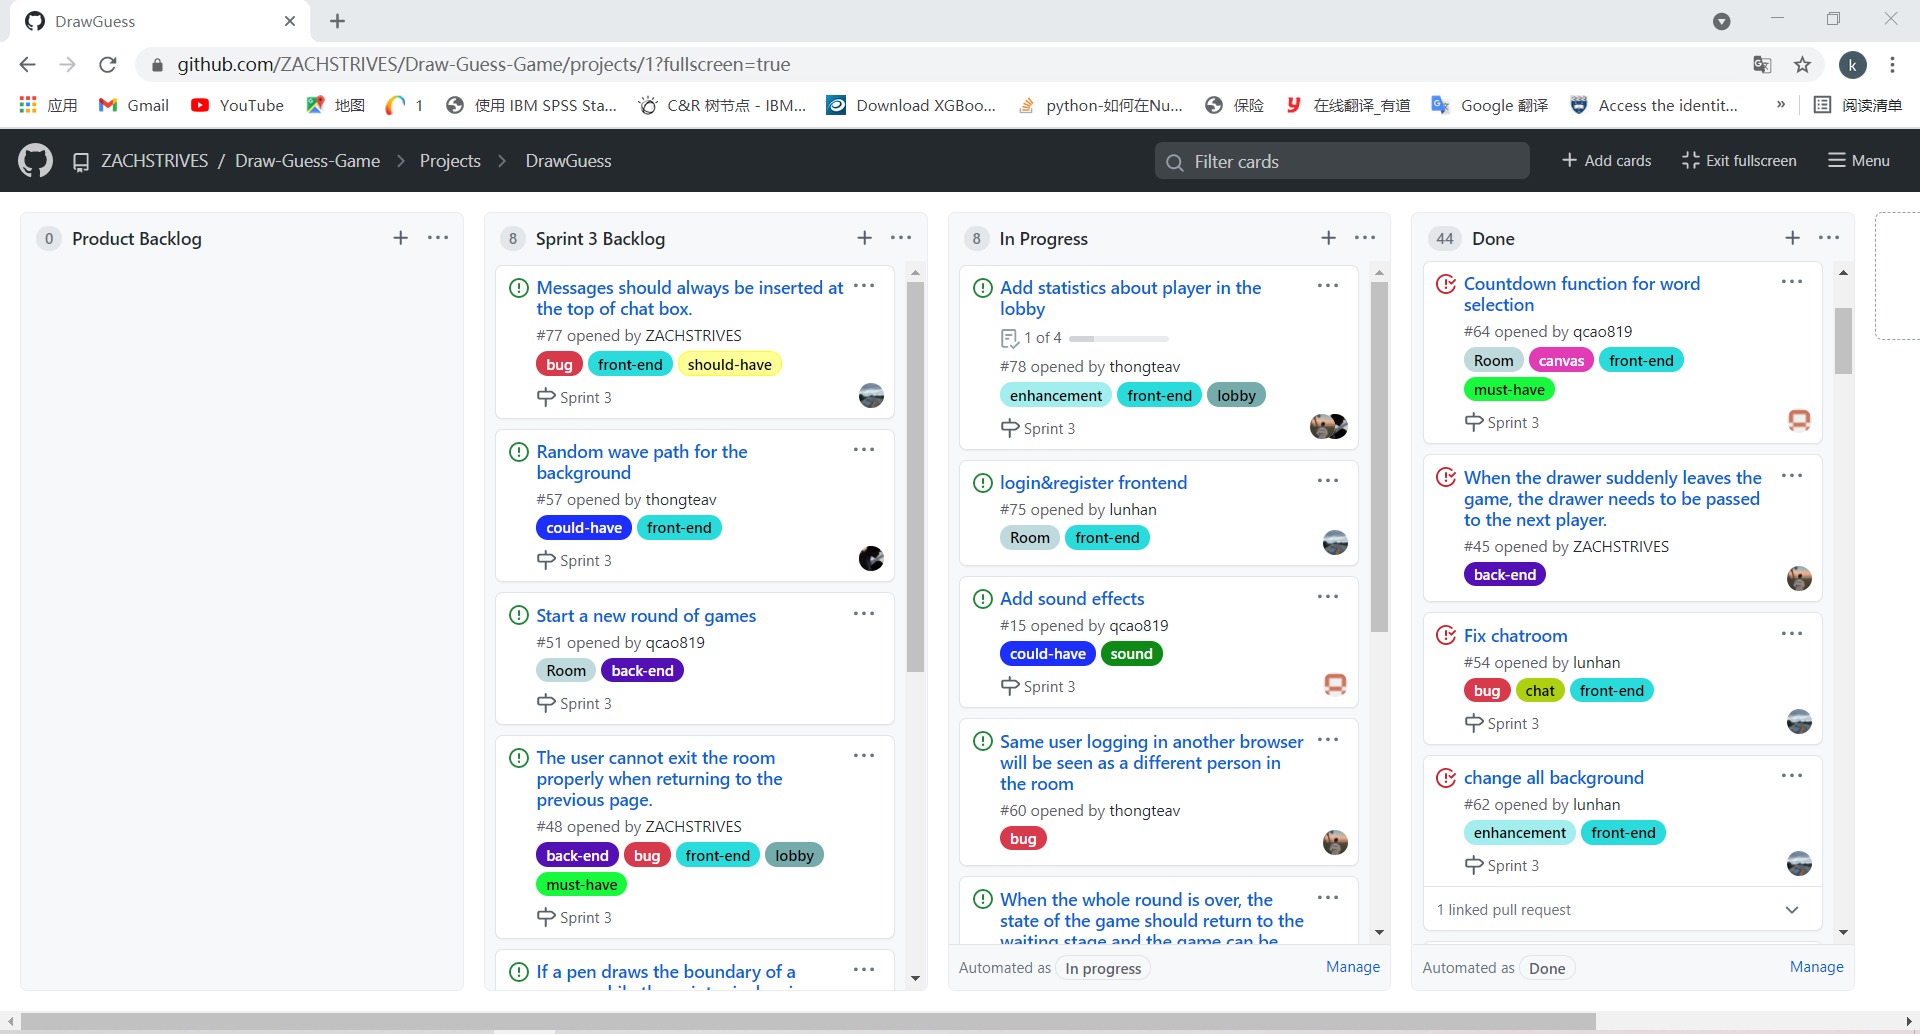 DrawGuess
github.com/ZACHSTRIVES/Draw-Guess-Game/projects/1?fullscreen=true
k
应用 Gmail YouTube 地图 1 使用 IBM SPSS Sta... C&R 树节点 - IBM... Download XGBoo... python-如何在Nu... 保险 在线翻译_有道 Google 翻译 Access the identit... » 阅读清单
ZACHSTRIVES / Draw-Guess-Game Projects DrawGuess Filter cards Add cards Exit fullscreen Menu
0 Product Backlog
8 Sprint 3 Backlog
Messages should always be inserted at
the top of chat box.
#77 opened by ZACHSTRIVES
bug front-end should-have
Sprint 3
Random wave path for the
background
#57 opened by thongteav
could-have front-end
Sprint 3
Start a new round of games
#51 opened by qcao819
Room back-end
Sprint 3
The user cannot exit the room
properly when returning to the
previous page.
#48 opened by ZACHSTRIVES
back-end bug front-end lobby
must-have
Sprint 3
If a pen draws the boundary of a
8 In Progress
Add statistics about player in the
lobby
1 of 4
#78 opened by thongteav
enhancement front-end lobby
Sprint 3
login&register frontend
#75 opened by lunhan
Room front-end
Add sound effects
#15 opened by qcao819
could-have sound
Sprint 3
Same user logging in another browser
will be seen as a different person in
the room
#60 opened by thongteav
bug
When the whole round is over, the
state of the game should return to the
waiting stage and the game can be
Automated as In progress Manage
44 Done
Countdown function for word
selection
#64 opened by qcao819
Room canvas front-end
must-have
Sprint 3
When the drawer suddenly leaves the
game, the drawer needs to be passed
to the next player.
#45 opened by ZACHSTRIVES
back-end
Fix chatroom
#54 opened by lunhan
bug chat front-end
Sprint 3
change all background
#62 opened by lunhan
enhancement front-end
Sprint 3
1 linked pull request
Automated as Done Manage